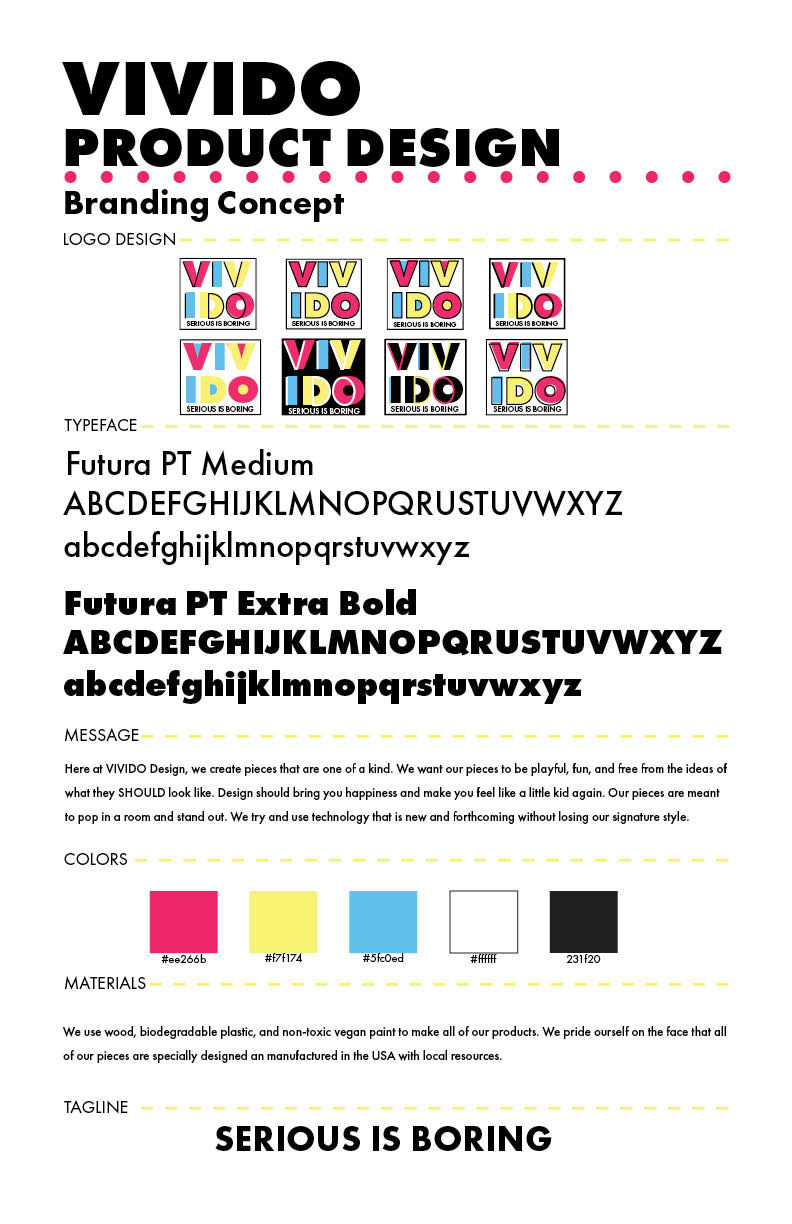 VIVIDO
PRODUCT DESIGN
Branding Concept
LOGO DESIGN
VIV VIV VIV VIV
IDO IDO IDO IDO
SERIOUS IS BORING SERIOUS IS BORING SERIOUS IS BORING SERIOUS IS BORING
VIV VIV VIV VIV
IDO IDO IDO IDO
SERIOUS IS BORING SERIOUS IS BORING SERIOUS IS BORING SERIOUS IS BORING
TYPEFACE
Futura PT Medium
ABCDEFGHIJKLMNOPQRUSTUVWXYZ
abcdefghijklmnopqrstuvwxyz
Futura PT Extra Bold
ABCDEFGHIJKLMNOPQRUSTUVWXYZ
abcdefghijklmnopqrstuvwxyz
MESSAGE
Here at VIVIDO Design, we create pieces that are one of a kind. We want our pieces to be playful, fun, and free from the ideas of
what they SHOULD look like. Design should bring you happiness and make you feel like a little kid again. Our pieces are meant
to pop in a room and stand out. We try and use technology that is new and forthcoming without losing our signature style.
COLORS
#ee266b #f7f174 #5fc0ed #ffffff 231f20
MATERIALS
We use wood, biodegradable plastic, and non-toxic vegan paint to make all of our products. We pride ourself on the face that all
of our pieces are specially designed an manufactured in the USA with local resources.
TAGLINE
SERIOUS IS BORING